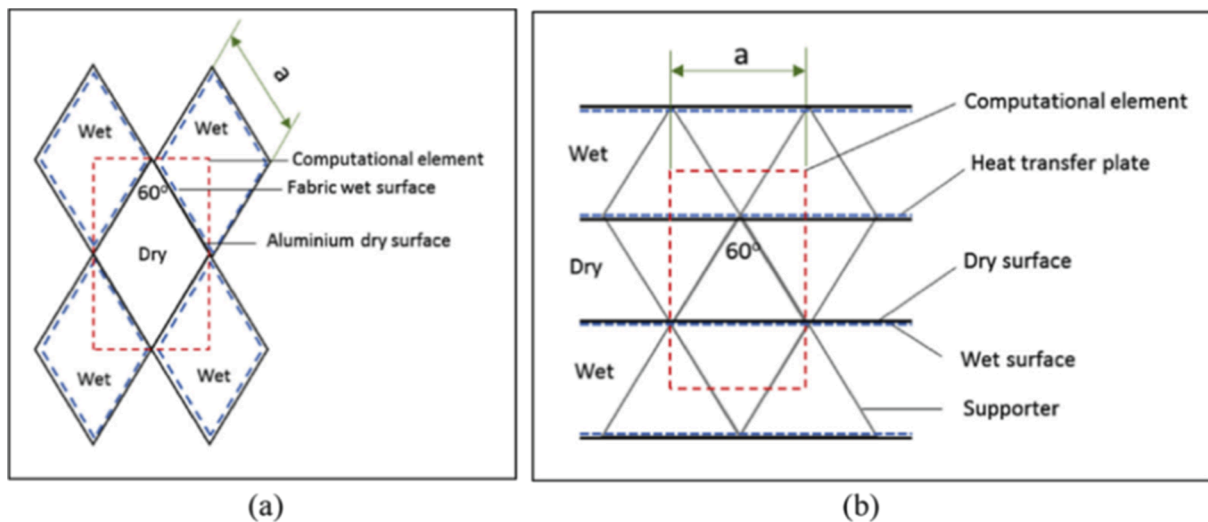 a
Wet
Wet
Computational element
60°
Fabric wet surface
Aluminium dry surface
Dry
Wet
Wet
(a)
a
Computational element
Wet
Heat transfer plate
60°
Dry
Dry surface
Wet surface
Wet
Supporter
(b)